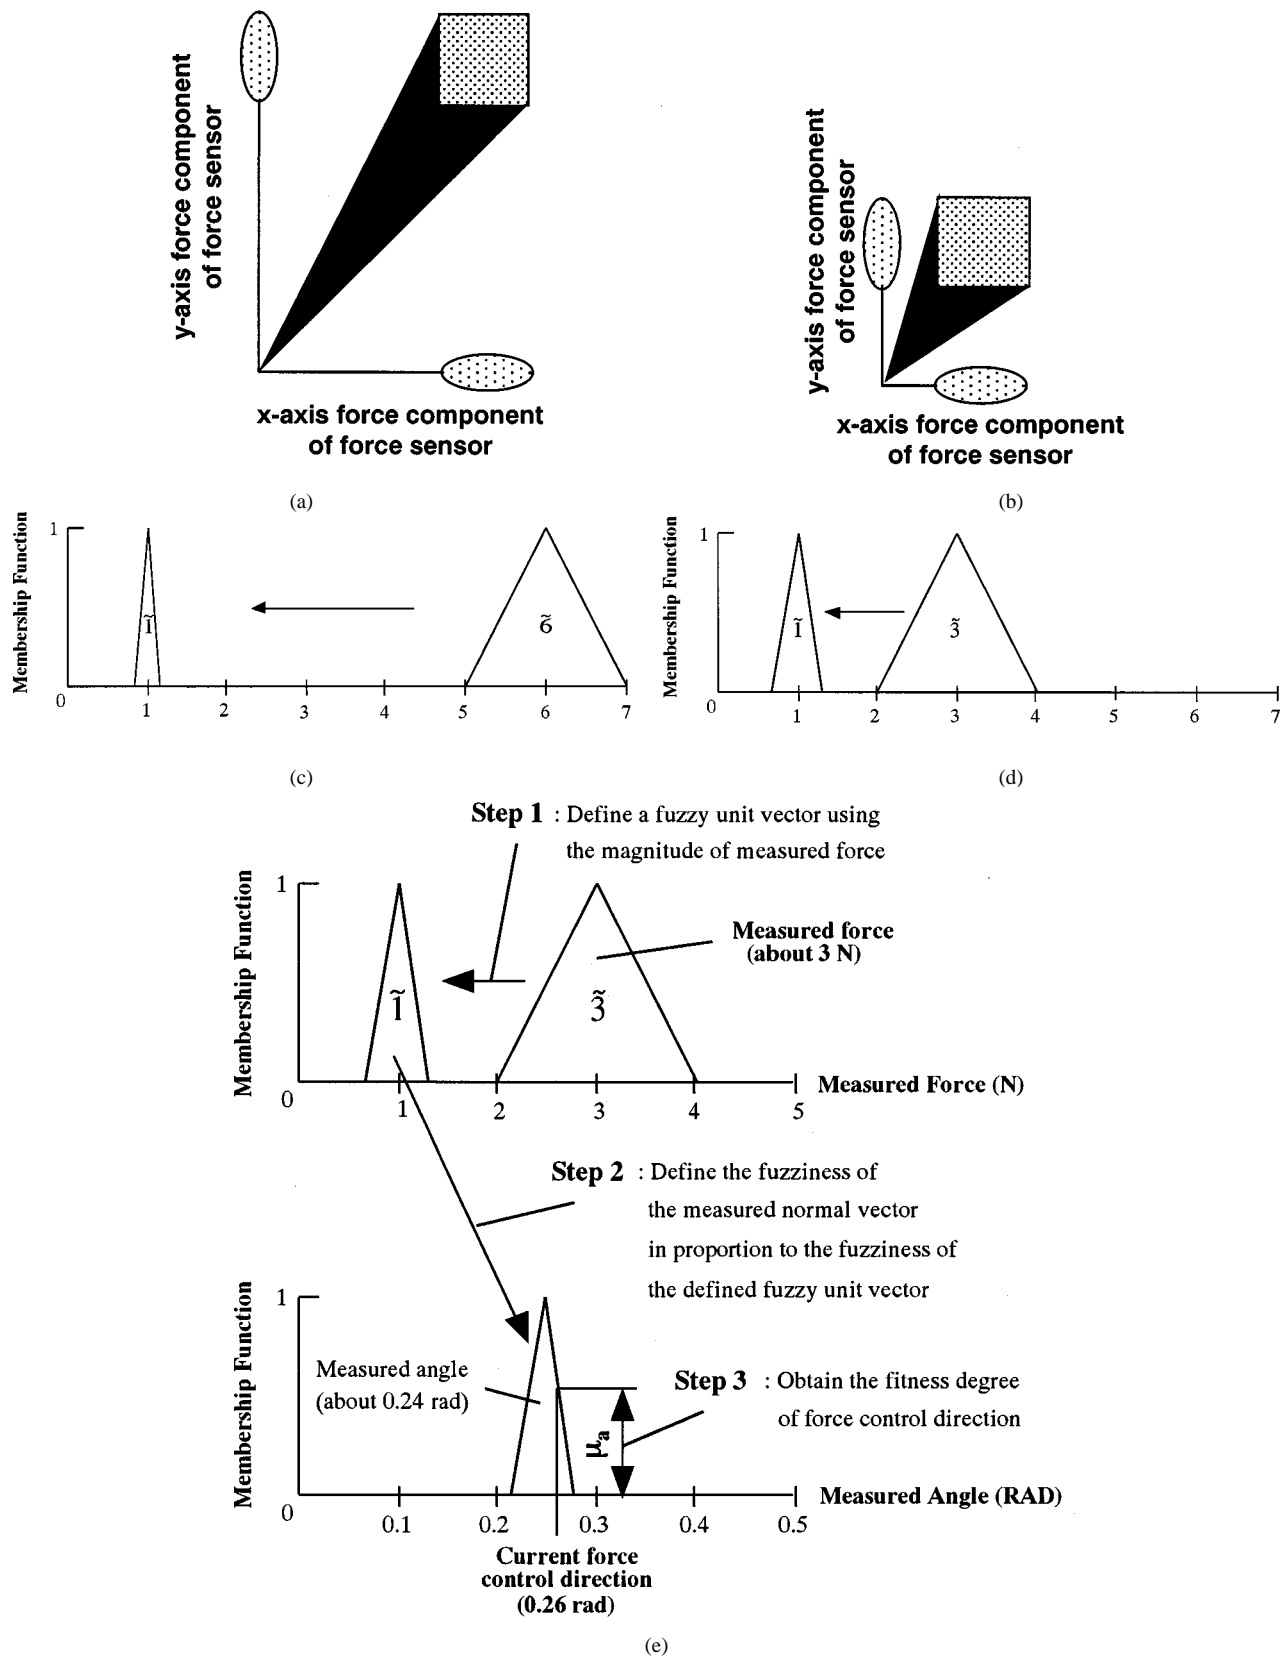 y-axis force component
of force sensor
x-axis force component
of force sensor
(a)
y-axis force component
of force sensor
x-axis force component
of force sensor
(b)
Membership Function
1
1̃
6̃
0
1
2
3
4
5
6
7
(c)
Membership Function
1
1̃
3̃
0
1
2
3
4
5
6
7
(d)
Step 1 : Define a fuzzy unit vector using
the magnitude of measured force
Membership Function
1
Measured force
(about 3 N)
1̃
3̃
0
1
2
3
4
5
Measured Force (N)
Step 2 : Define the fuzziness of
the measured normal vector
in proportion to the fuzziness of
the defined fuzzy unit vector
Membership Function
1
Measured angle
(about 0.24 rad)
Step 3 : Obtain the fitness degree
of force control direction
μa
0
0.1
0.2
0.3
0.4
0.5
Measured Angle (RAD)
Current force
control direction
(0.26 rad)
(e)